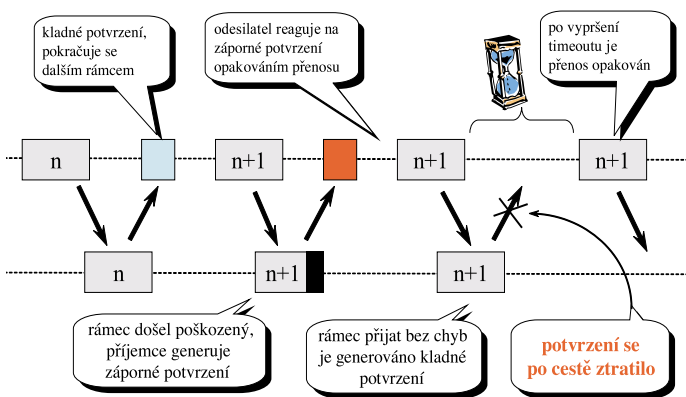 kladné potvrzení,
pokračuje se
dalším rámcem
odesilatel reaguje na
záporné potvrzení
opakováním přenosu
po vypršení
timeoutu je
přenos opakován
n
n+1
n+1
n+1
n
n+1
n+1
rámec došel poškozený,
příjemce generuje
záporné potvrzení
rámec přijat bez chyb
je generováno kladné
potvrzení
potvrzení se
po cestě ztratilo